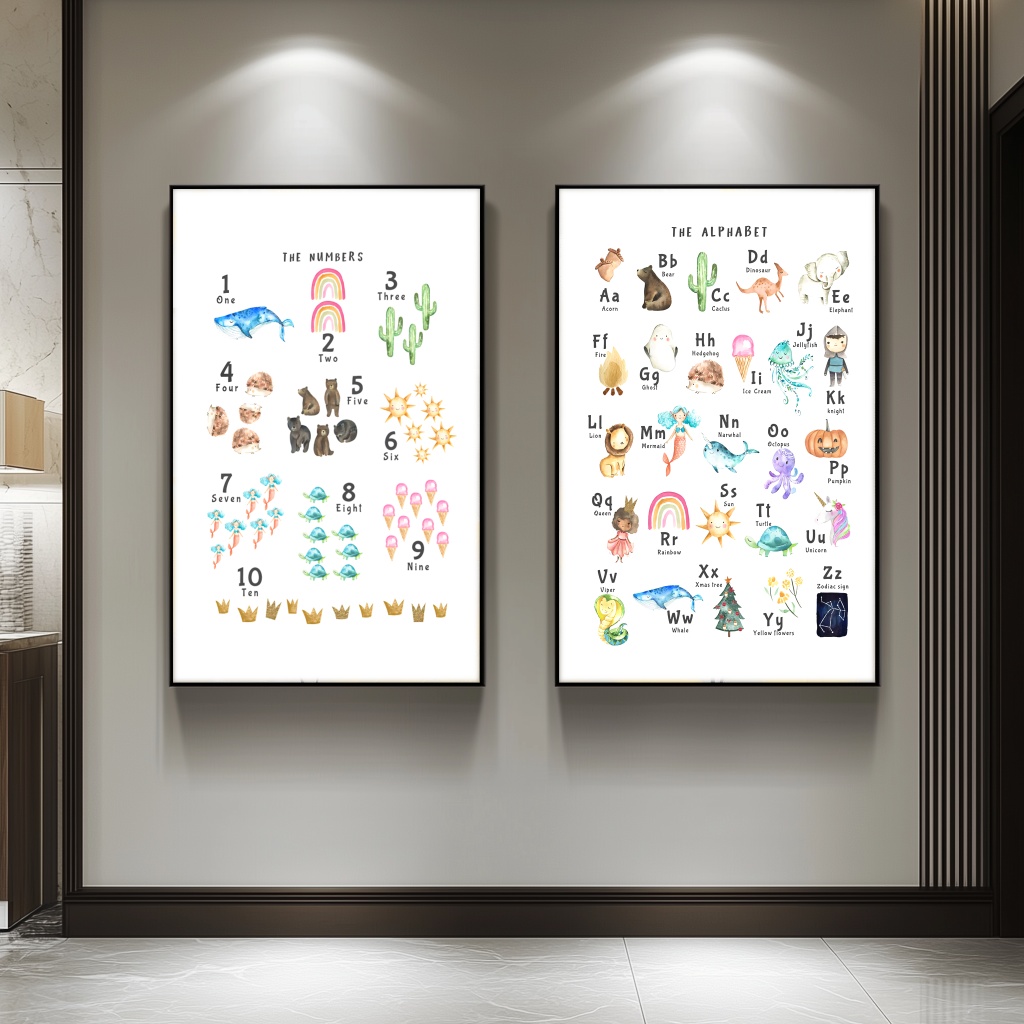 THE NUMBERS
1
One
2
Two
3
Three
4
Four
5
Five
6
Six
7
Seven
8
Eight
9
Nine
10
Ten
THE ALPHABET
Aa
Acorn
Bb
Bear
Cc
Cactus
Dd
Dinosaur
Ee
Elephant
Ff
Fire
Gg
Ghost
Hh
Hedgehog
Ii
Ice Cream
Jj
Jellyfish
Kk
knight
Ll
Lion
Mm
Mermaid
Nn
Narwhal
Oo
Octopus
Pp
Pumpkin
Qq
Queen
Rr
Rainbow
Ss
Sun
Tt
Turtle
Uu
Unicorn
Vv
Viper
Ww
Whale
Xx
Xmas Tree
Yy
Yellow flowers
Zz
Zodiac sign